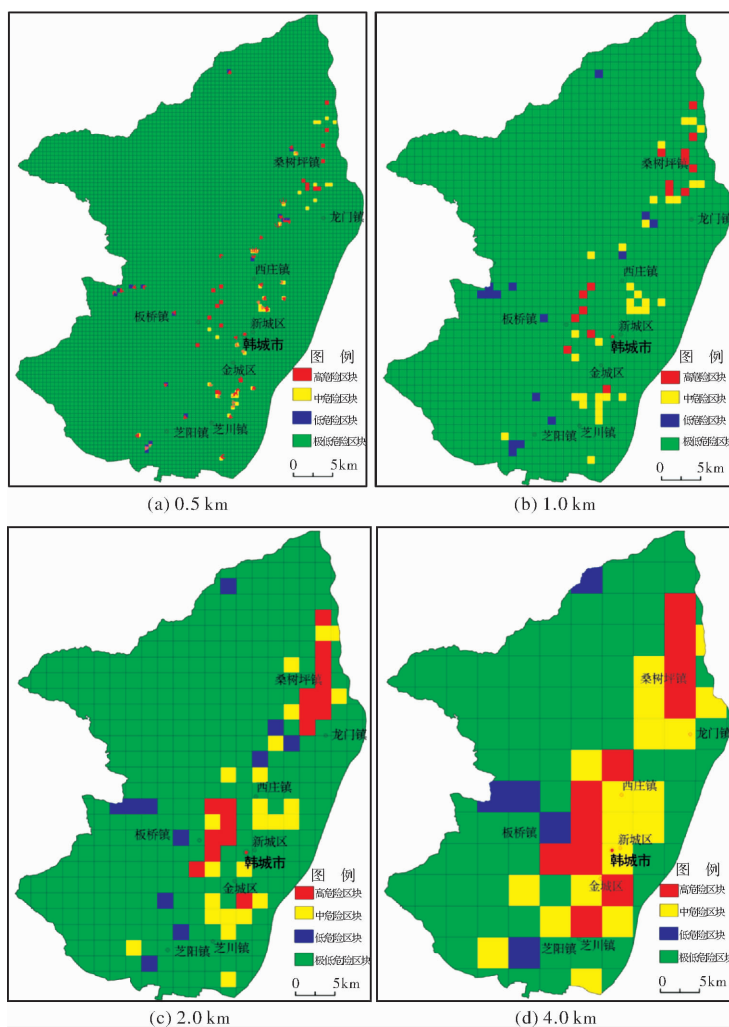 桑树坪镇
龙门镇
西庄镇
板桥镇
新城区
韩城市
金城区
芝阳镇
芝川镇
图 例
高危险区块
中危险区块
低危险区块
极低危险区块
0 5km
(a) 0.5 km
桑树坪镇
龙门镇
西庄镇
板桥镇
新城区
韩城市
金城区
芝阳镇
芝川镇
图 例
高危险区块
中危险区块
低危险区块
极低危险区块
0 5km
(b) 1.0 km
桑树坪镇
龙门镇
西庄镇
板桥镇
新城区
韩城市
金城区
芝阳镇
芝川镇
图 例
高危险区块
中危险区块
低危险区块
极低危险区块
0 5km
(c) 2.0 km
桑树坪镇
龙门镇
西庄镇
板桥镇
新城区
韩城市
金城区
芝阳镇
芝川镇
图 例
高危险区块
中危险区块
低危险区块
极低危险区块
0 5km
(d) 4.0 km